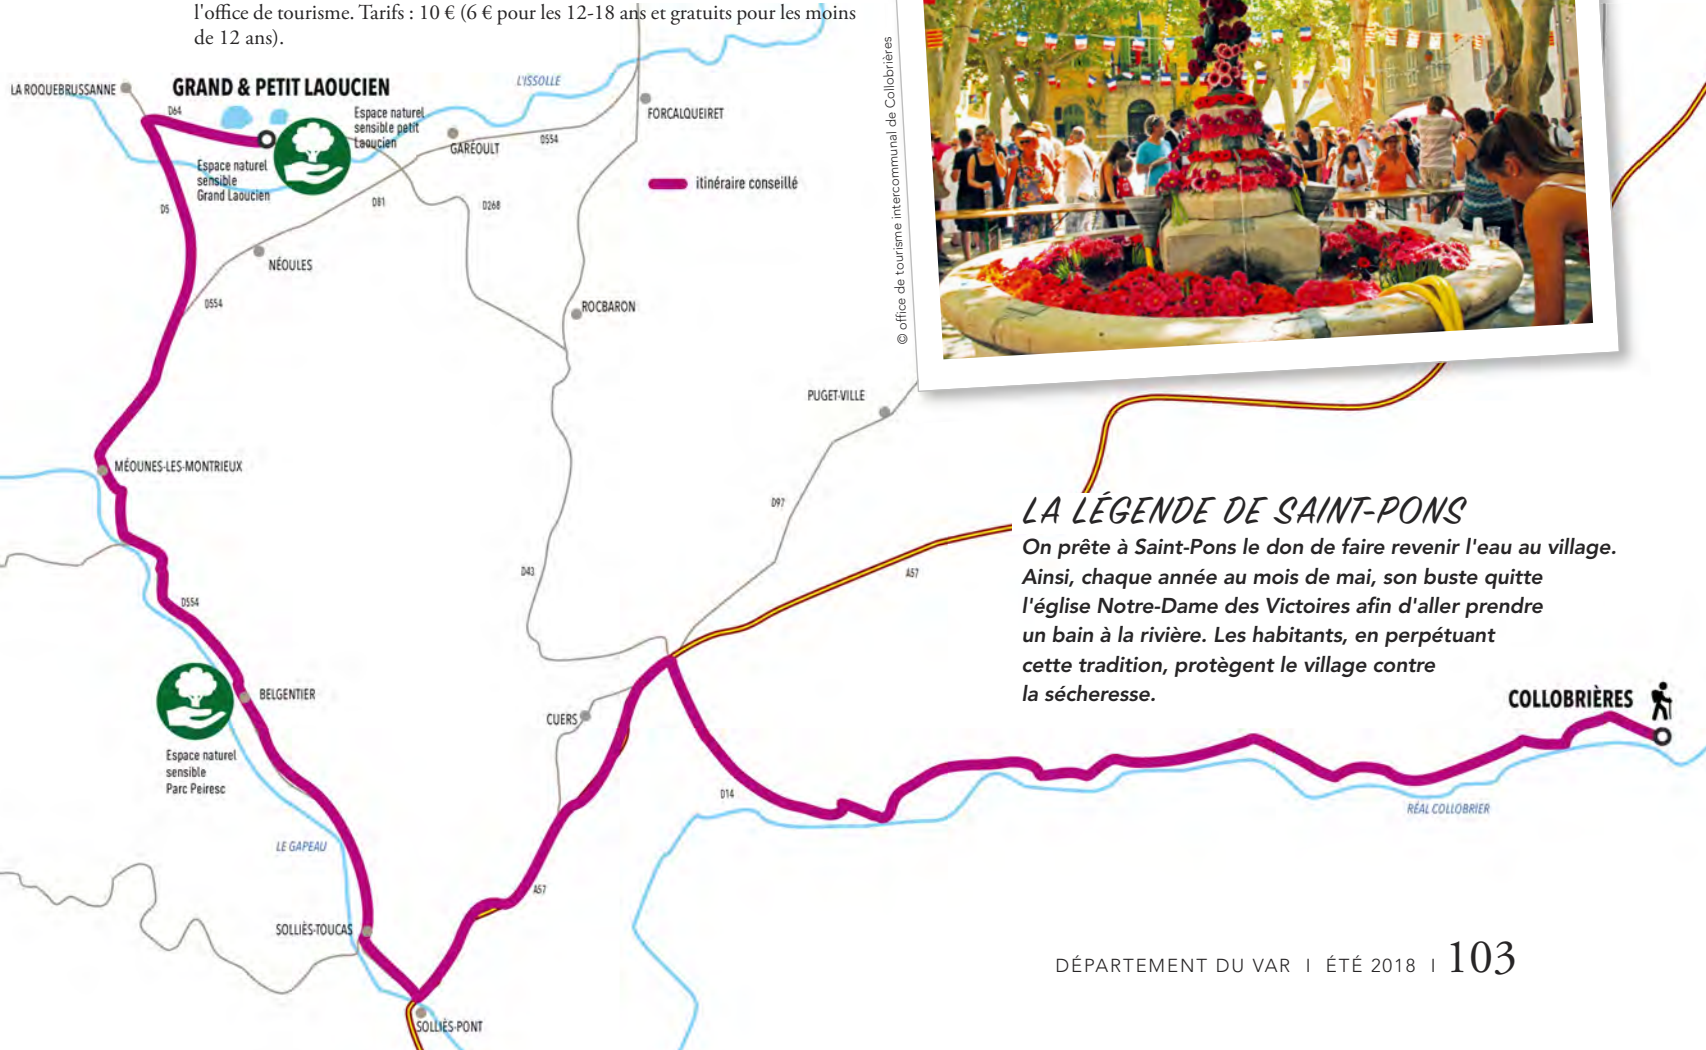 l'office de tourisme. Tarifs : 10 € (6 € pour les 12-18 ans et gratuits pour les moins
de 12 ans).
LA ROQUEBRUSSANNE
GRAND & PETIT LAOUCIEN
L'ISSOLLE
D64
Espace naturel
sensible petit
Laoucien
FORCALQUEIRET
GARÉOULT
D554
Espace naturel
sensible
Grand Laoucien
itinéraire conseillé
D5
D81
D268
NÉOULES
D554
ROCBARON
© office de tourisme intercommunal de Collobrières
PUGET-VILLE
MÉOUNES-LES-MONTRIEUX
D97
D43
A57
D554
LA LÉGENDE DE SAINT-PONS
On prête à Saint-Pons le don de faire revenir l'eau au village.
Ainsi, chaque année au mois de mai, son buste quitte
l'église Notre-Dame des Victoires afin d'aller prendre
un bain à la rivière. Les habitants, en perpétuant
cette tradition, protègent le village contre
la sécheresse.
BELGENTIER
CUERS
COLLOBRIÈRES
Espace naturel
sensible
Parc Peiresc
D14
RÉAL COLLOBRIER
LE GAPEAU
A57
SOLLIÈS-TOUCAS
SOLLIÈS-PONT
DÉPARTEMENT DU VAR I ÉTÉ 2018 I 103